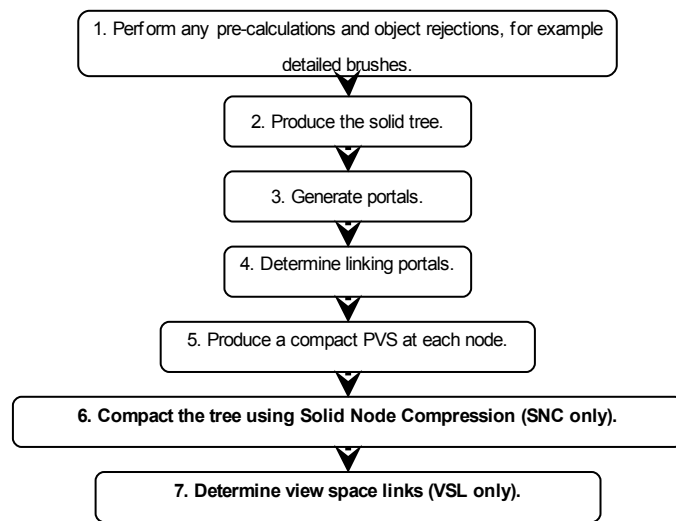 1. Perform any pre-calculations and object rejections, for example
detailed brushes.
2. Produce the solid tree.
3. Generate portals.
4. Determine linking portals.
5. Produce a compact PVS at each node.
6. Compact the tree using Solid Node Compression (SNC only).
7. Determine view space links (VSL only).